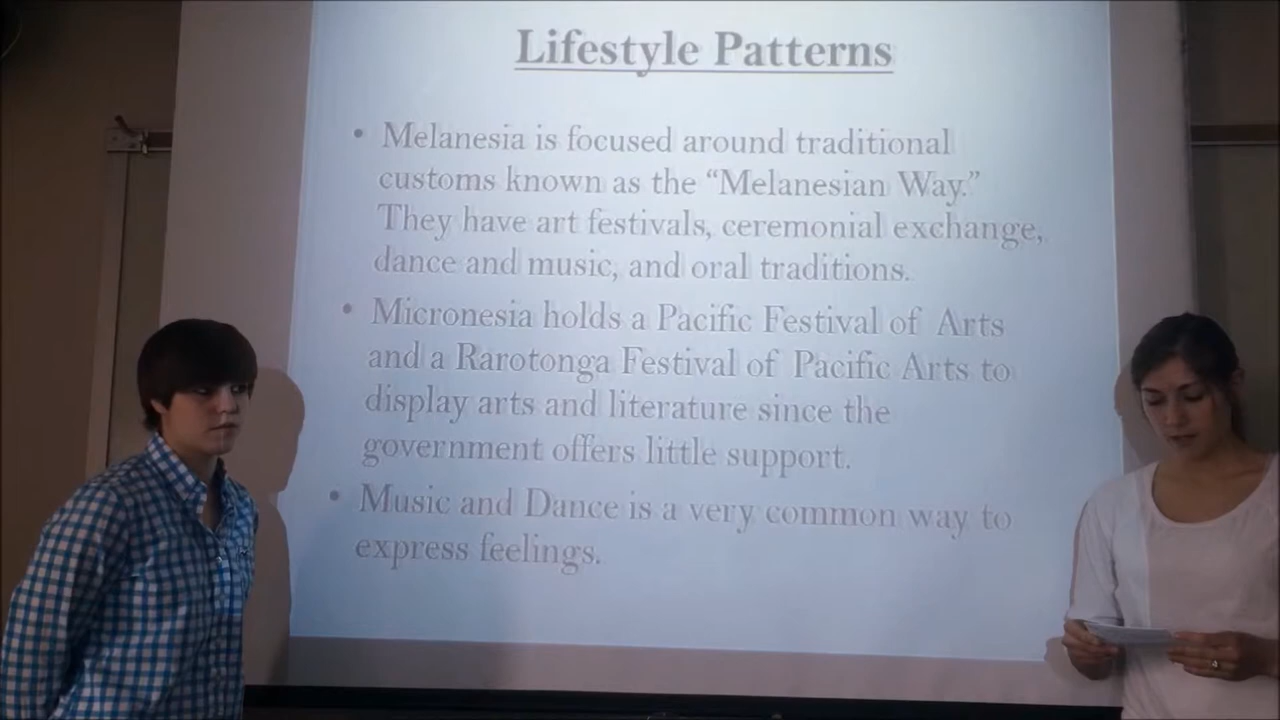 Lifestyle Patterns
• Melanesia is focused around traditional
customs known as the “Melanesian Way.”
They have art festivals, ceremonial exchange,
dance and music, and oral traditions.
• Micronesia holds a Pacific Festival of Arts
and a Rarotonga Festival of Pacific Arts to
display arts and literature since the
government offers little support.
• Music and Dance is a very common way to
express feelings.